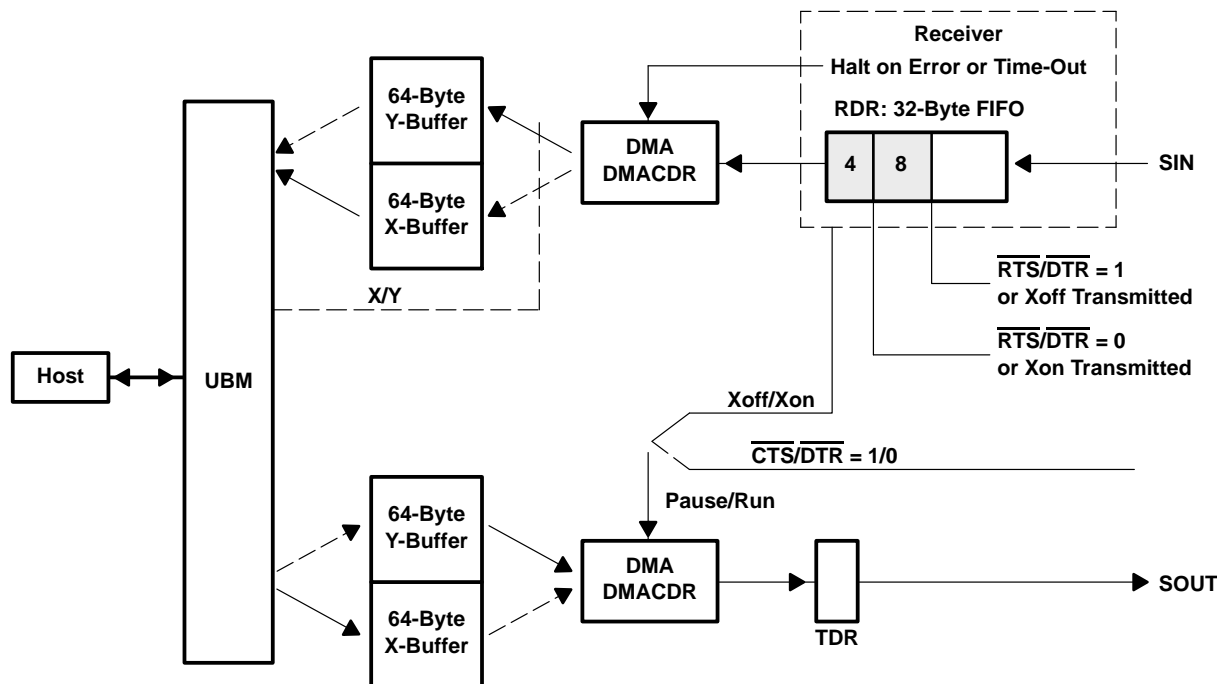 Receiver
Halt on Error or Time-Out
RDR: 32-Byte FIFO
4
8
SIN
64-Byte
Y-Buffer
64-Byte
X-Buffer
DMA
DMACDR
RTS/DTR = 1
or Xoff Transmitted
RTS/DTR = 0
or Xon Transmitted
X/Y
Host
UBM
Xoff/Xon
CTS/DTR = 1/0
Pause/Run
64-Byte
Y-Buffer
64-Byte
X-Buffer
DMA
DMACDR
TDR
SOUT